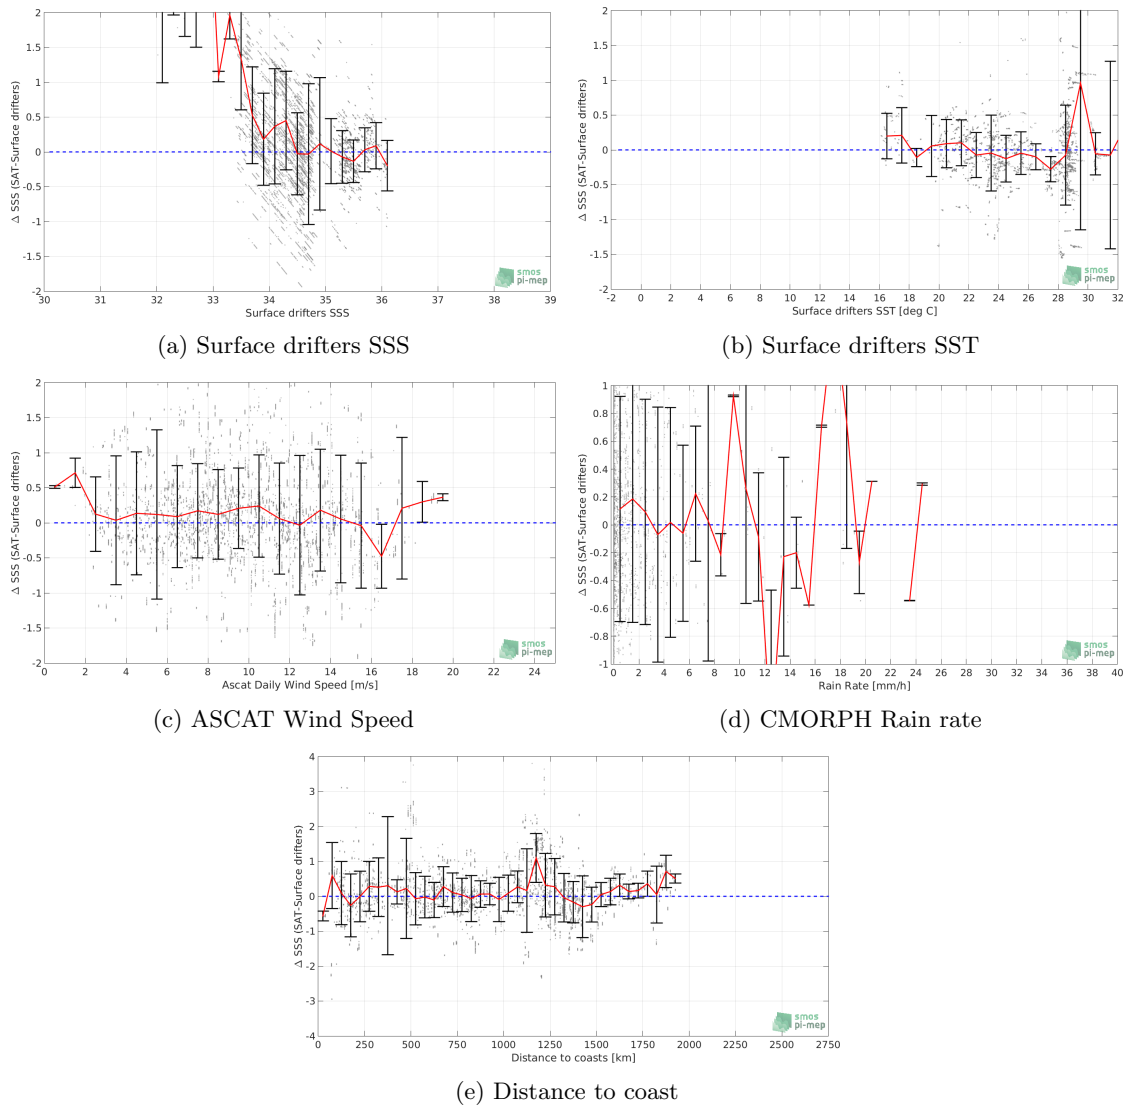 2
1.5
1
0.5
0
-0.5
-1
-1.5
-2
Δ SSS (SAT-Surface drifters)
30 31 32 33 34 35 36 37 38 39
Surface drifters SSS
smos
pi-mep
(a) Surface drifters SSS
2
1.5
1
0.5
0
-0.5
-1
-1.5
-2
Δ SSS (SAT-Surface drifters)
-2 0 2 4 6 8 10 12 14 16 18 20 22 24 26 28 30 32
Surface drifters SST [deg C]
smos
pi-mep
(b) Surface drifters SST
2
1.5
1
0.5
0
-0.5
-1
-1.5
-2
Δ SSS (SAT-Surface drifters)
0 2 4 6 8 10 12 14 16 18 20 22 24
Ascat Daily Wind Speed [m/s]
smos
pi-mep
(c) ASCAT Wind Speed
1
0.8
0.6
0.4
0.2
0
-0.2
-0.4
-0.6
-0.8
-1
Δ SSS (SAT-Surface drifters)
0 2 4 6 8 10 12 14 16 18 20 22 24 26 28 30 32 34 36 38 40
Rain Rate [mm/h]
smos
pi-mep
(d) CMORPH Rain rate
4
3
2
1
0
-1
-2
-3
-4
Δ SSS (SAT-Surface drifters)
0 250 500 750 1000 1250 1500 1750 2000 2250 2500 2750
Distance to coasts [km]
smos
pi-mep
(e) Distance to coast